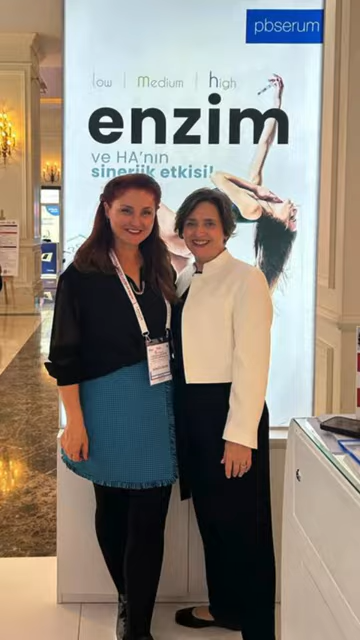 pbserum
low | Medium | high
enzim
ve HA'nın
sinerjik etkisi!